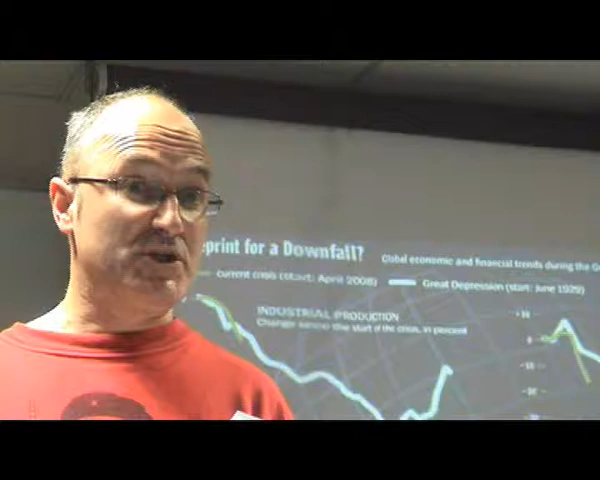 eprint for a Downfall?
Global economic and financial trends during the G
current crisis (start: April 2008)
Great Depression (start: June 1929)
INDUSTRIAL PRODUCTION
Change since the start of the crisis, in percent